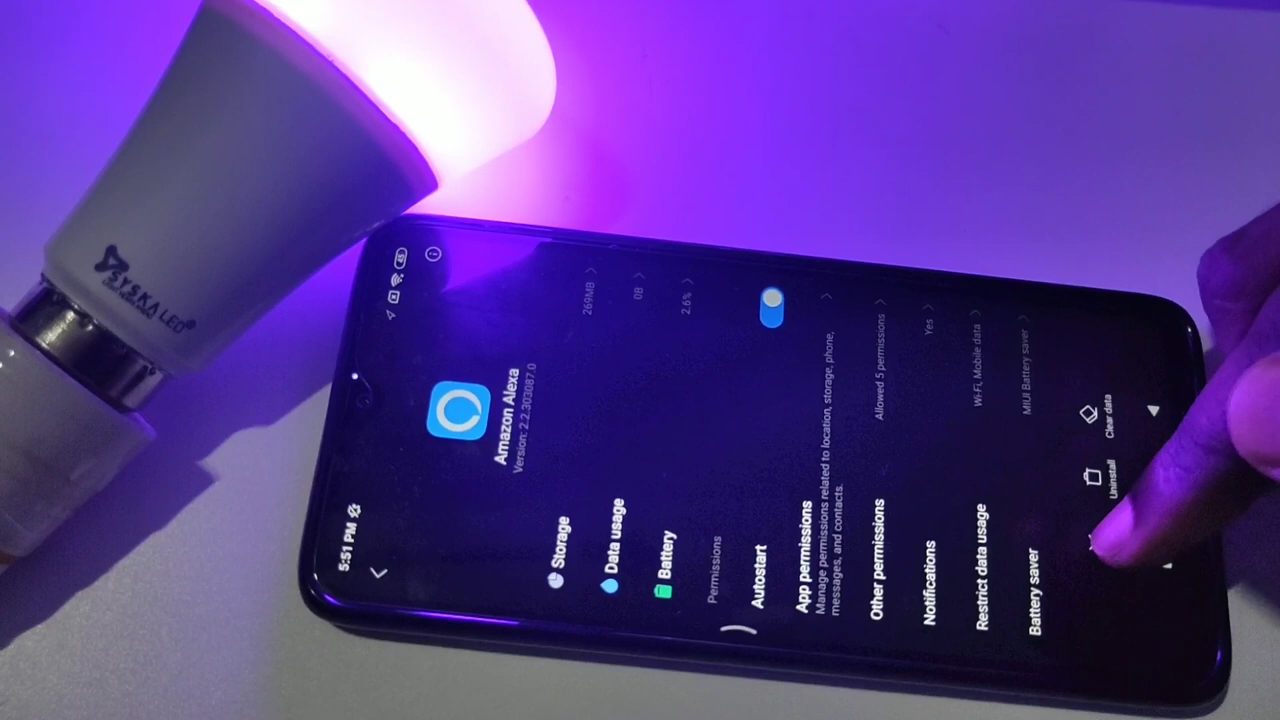 SYSKA LED®
5:51 PM
45
Amazon Alexa
Version: 2.2.303087.0
Storage 269MB
Data usage 0B
Battery 2.6%
Permissions
Autostart
App permissions
Manage permissions related to location, storage, phone,
messages, and contacts.
Other permissions Allowed 5 permissions
Notifications Yes
Restrict data usage Wi-Fi, Mobile data
Battery saver MIUI Battery saver
Uninstall Clear data